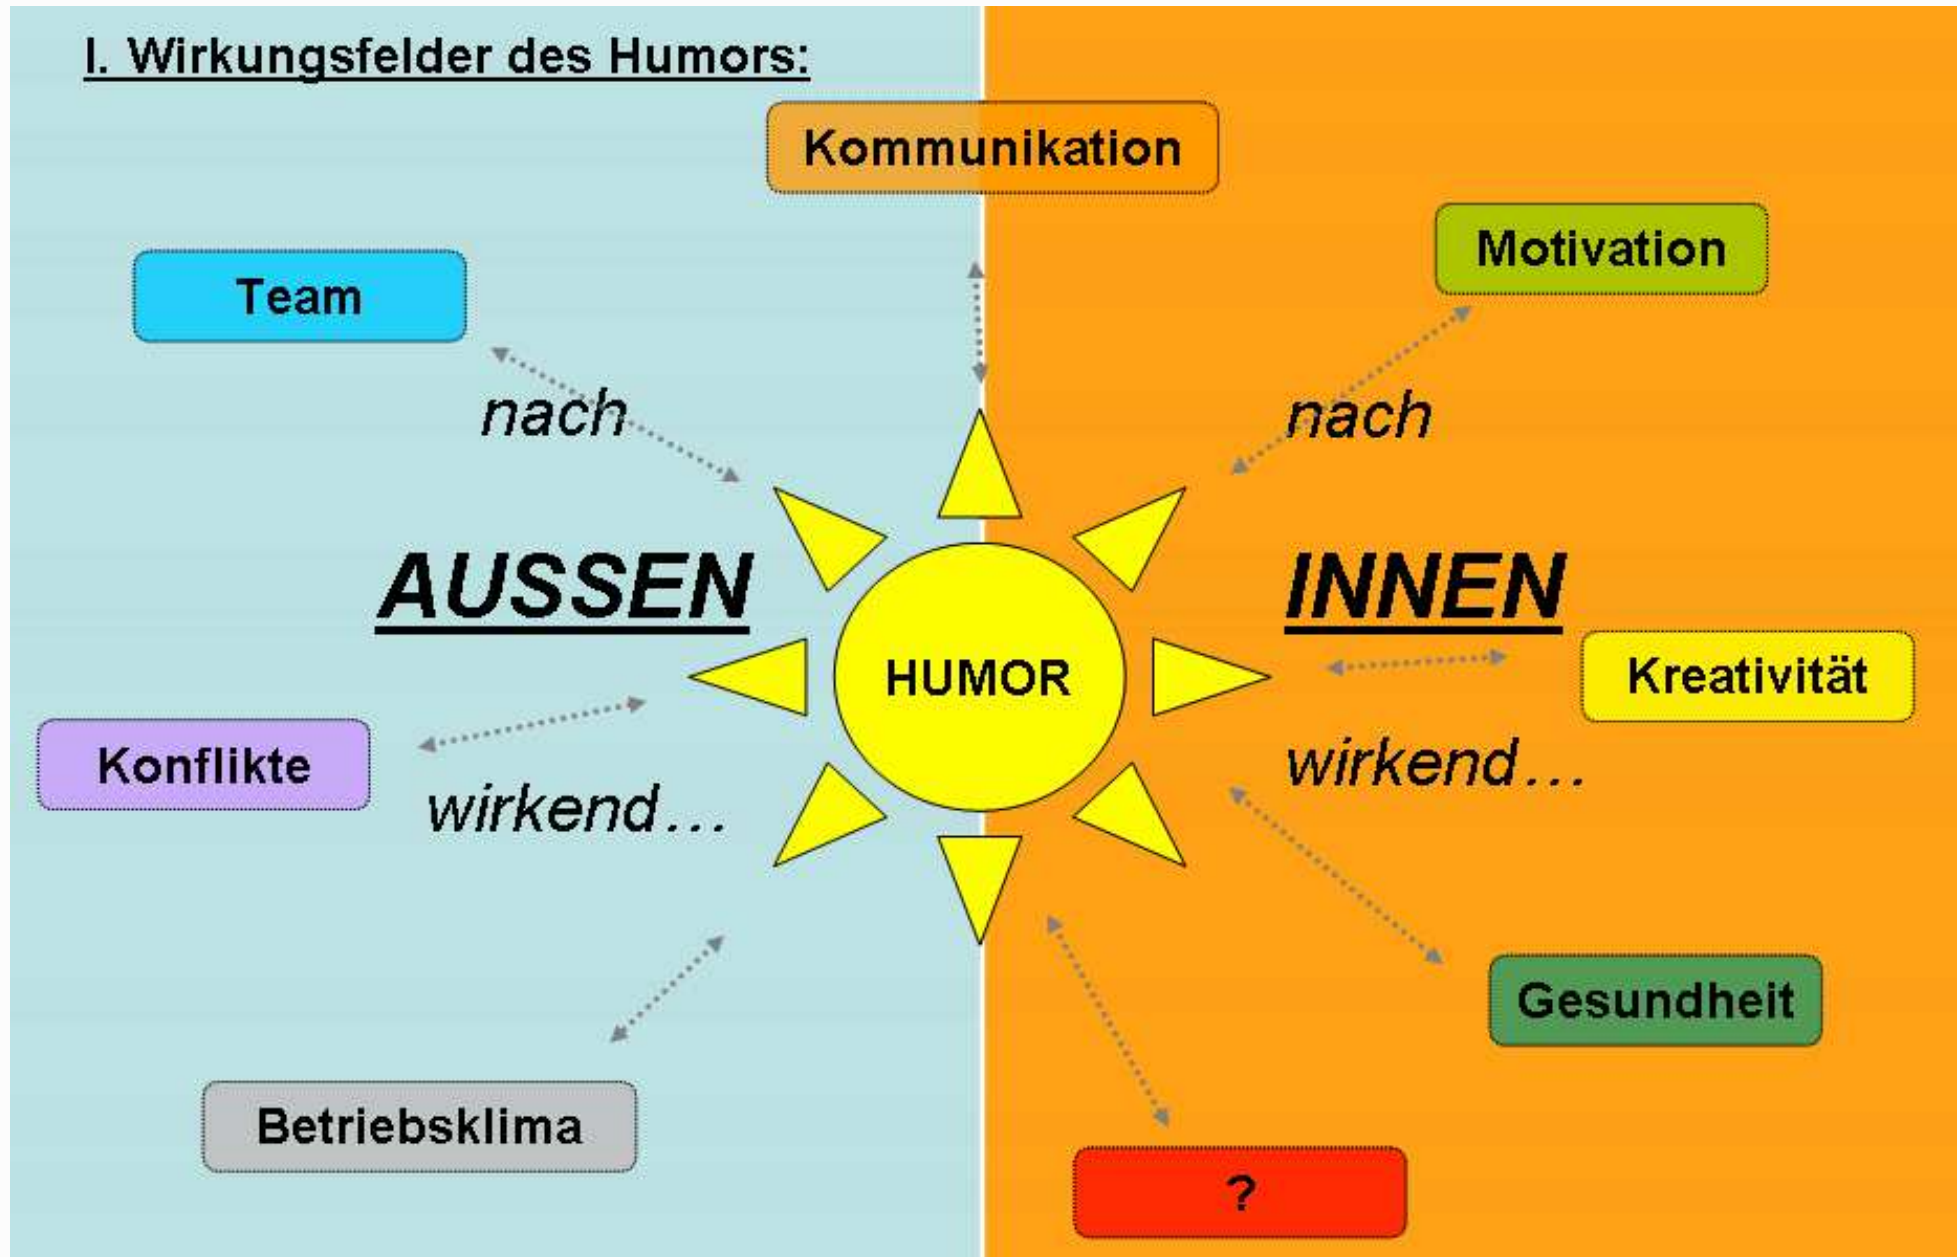 I. Wirkungsfelder des Humors:
Kommunikation
Team
Motivation
nach
nach
AUSSEN
INNEN
HUMOR
Kreativität
Konflikte
wirkend...
wirkend...
Gesundheit
Betriebsklima
?